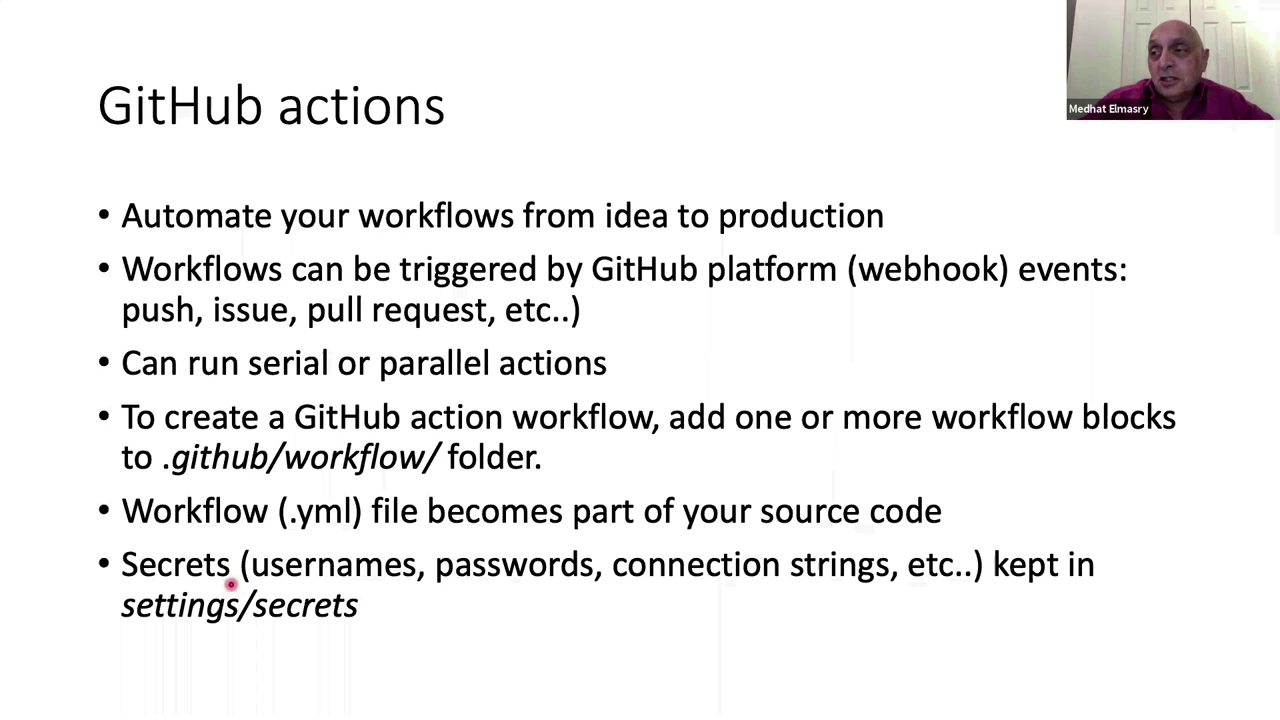 GitHub actions
Medhat Elmasry
• Automate your workflows from idea to production
• Workflows can be triggered by GitHub platform (webhook) events:
push, issue, pull request, etc..)
• Can run serial or parallel actions
• To create a GitHub action workflow, add one or more workflow blocks
to .github/workflow/ folder.
• Workflow (.yml) file becomes part of your source code
• Secrets (usernames, passwords, connection strings, etc..) kept in
settings/secrets